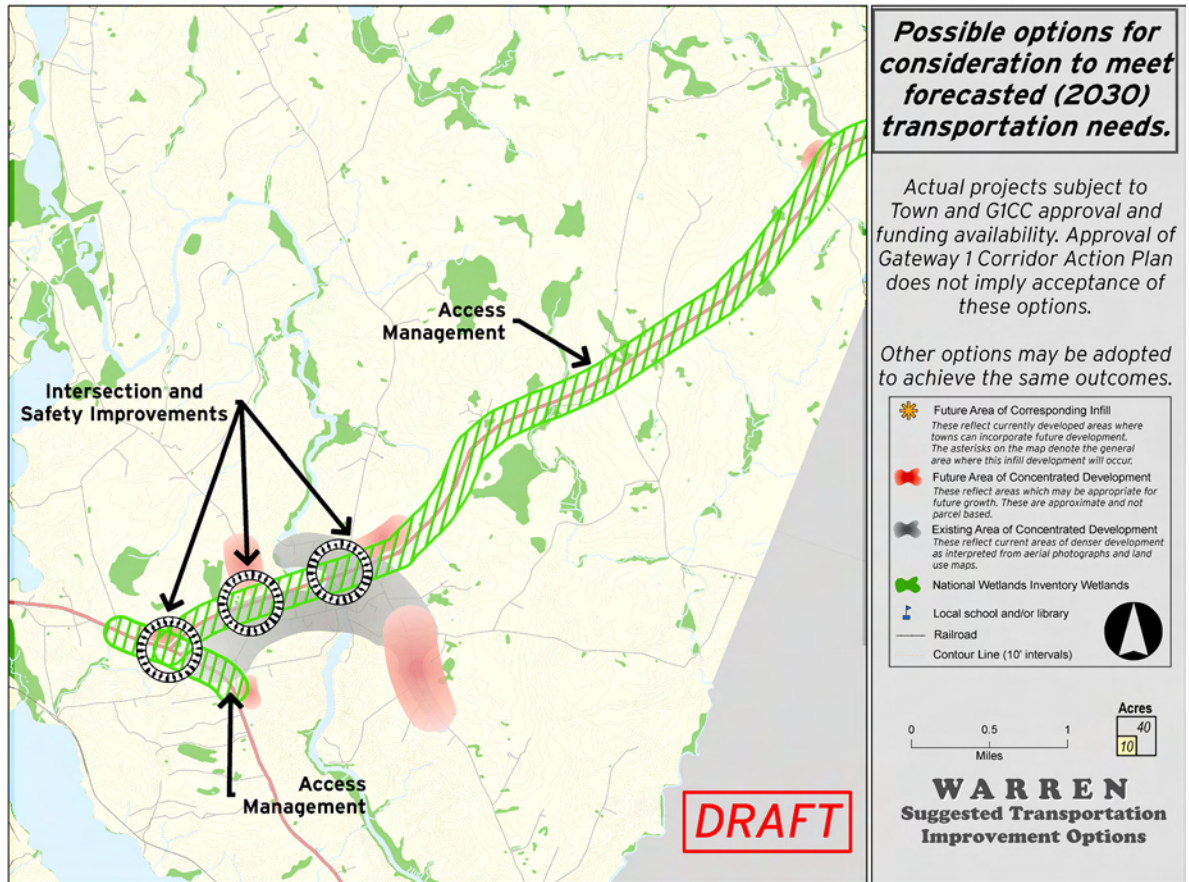 Access
Management
Intersection and
Safety Improvements
Access
Management
DRAFT
Possible options for
consideration to meet
forecasted (2030)
transportation needs.
Actual projects subject to
Town and G1CC approval and
funding availability. Approval of
Gateway 1 Corridor Action Plan
does not imply acceptance of
these options.
Other options may be adopted
to achieve the same outcomes.
Future Area of Corresponding Infill
These reflect currently developed areas where
towns can incorporate future development.
The asterisks on the map denote the general
area where this infill development will occur.
Future Area of Concentrated Development
These reflect areas which may be appropriate for
future growth. These are approximate and not
parcel based.
Existing Area of Concentrated Development
These reflect current areas of denser development
as interpreted from aerial photographs and land
use maps.
National Wetlands Inventory Wetlands
Local school and/or library
Railroad
Contour Line (10' intervals)
0 0.5 1
Miles
Acres
40
10
WARREN
Suggested Transportation
Improvement Options